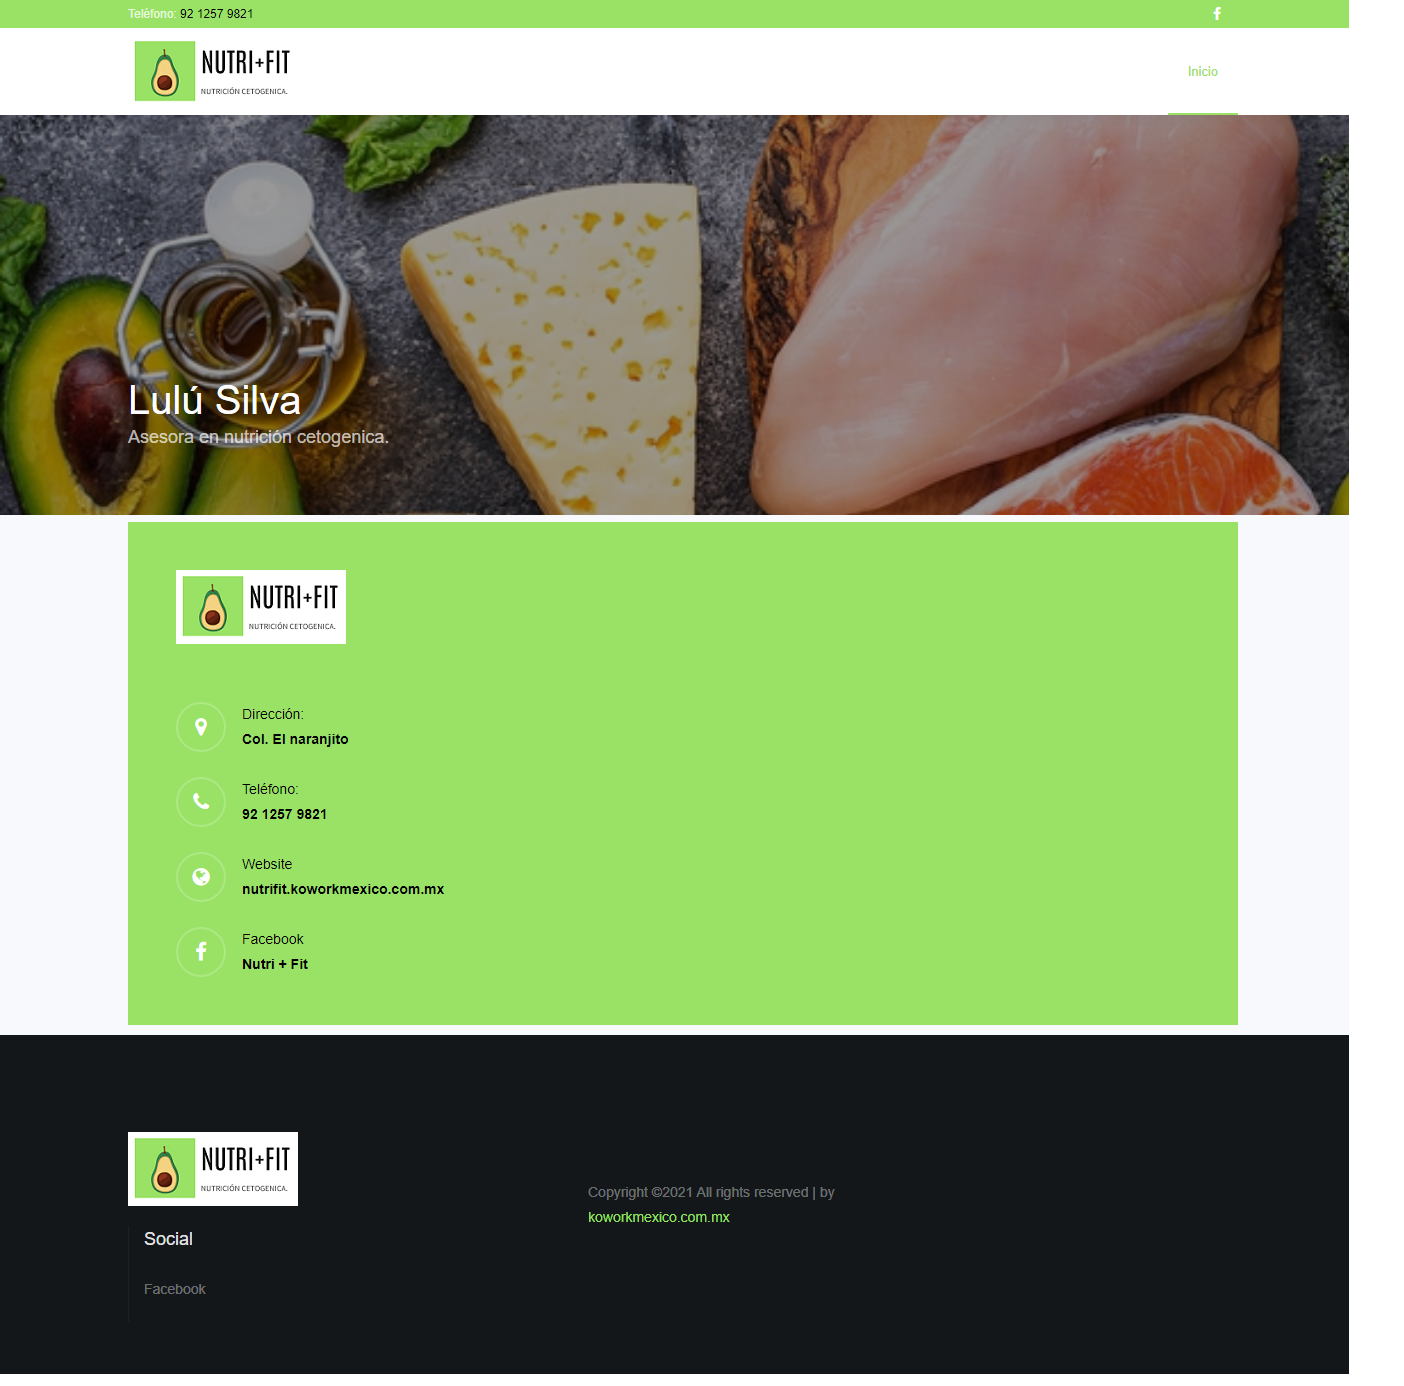 Teléfono: 92 1257 9821
NUTRI+FIT
NUTRICIÓN CETOGENICA.
Inicio
Lulú Silva
Asesora en nutrición cetogenica.
NUTRI+FIT
NUTRICIÓN CETOGENICA.
Dirección:
Col. El naranjito
Teléfono:
92 1257 9821
Website
nutrifit.koworkmexico.com.mx
Facebook
Nutri + Fit
NUTRI+FIT
NUTRICIÓN CETOGENICA.
Social
Facebook
Copyright ©2021 All rights reserved | by
koworkmexico.com.mx